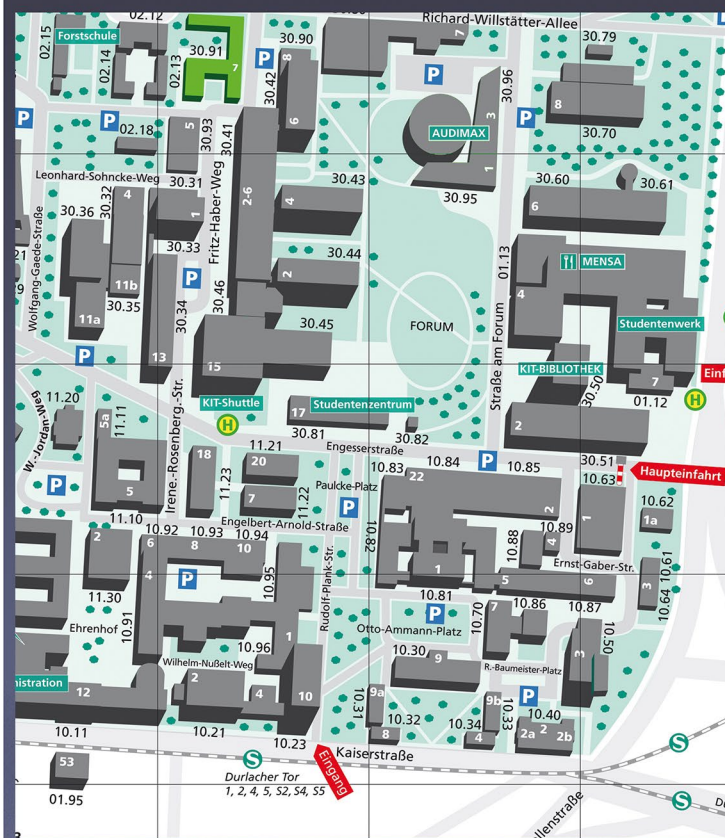 02.15
Forstschule
02.12
02.14
02.13
30.91
7
P
30.90
8
30.42
6
Richard-Willstätter-Allee
7
P
30.96
3
30.79
8
30.70
P
P
P
02.18
5
30.93
30.41
AUDIMAX
1
30.95
Leonhard-Sohncke-Weg
30.31
Fritz-Haber-Weg
2-6
30.43
4
30.60
30.61
6
Wolfgang-Gaede-Straße
30.36
30.32
4
1
30.33
30.44
2
01.13
MENSA
4
11b
30.35
P
30.46
30.34
11a
30.45
FORUM
Studentenwerk
13
15
Straße am Forum
KIT-BIBLIOTHEK
30.50
7
01.12
P
KIT-Shuttle
H
17
Studentenzentrum
30.81
30.82
2
H
W.-Jordan-Weg
11.20
5a
11.11
5
11.10
P
Irene.-Rosenberg.-Str.
18
11.23
11.21
20
7
11.22
Engesserstraße
Paulcke-Platz
P
10.83
10.84
10.85
22
2
P
30.51
10.63
Haupteinfahrt
10.62
1a
1
Engelbert-Arnold-Straße
10.92
10.93
10.94
6
8
10
4
P
2
11.30
10.91
10.95
1
10.96
Rudolf-Plank-Str.
10.82
10.88
10.89
4
1
10.81
5
6
Ernst-Gaber-Str.
10.61
3
10.64
P
10.70
7
10.86
10.87
Otto-Ammann-Platz
10.30
9
R.-Baumeister-Platz
3
10.50
Ehrenhof
Wilhelm-Nußelt-Weg
2
4
10
nistration
12
10.11
10.21
10.23
10.31
9a
10.32
8
10.34
4
9b
10.33
P
10.40
2a
2
2b
Kaiserstraße
Eingang
53
01.95
S
Durlacher Tor
1, 2, 4, 5, S2, S4, S5
S
S